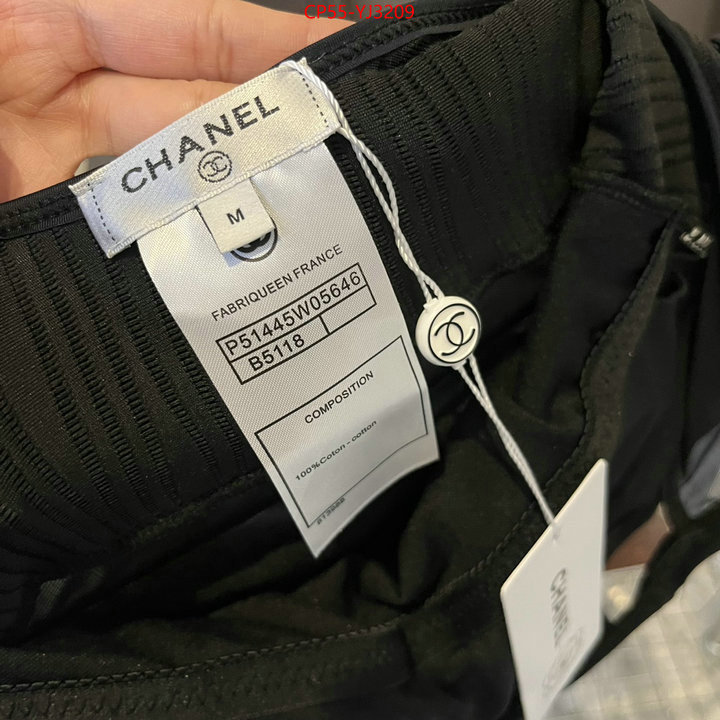 CP55-YJ3209
CHANEL
M
FABRIQUEEN FRANCE
P51445W05646
B5118
COMPOSITION
100%Coton - cotton
CHANEL